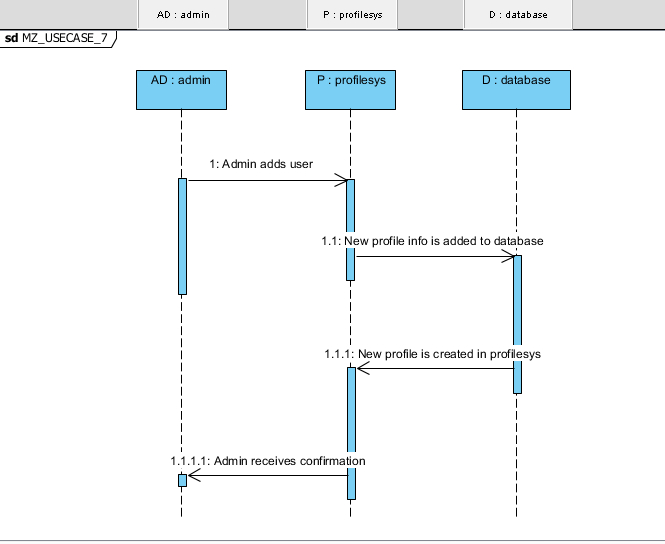 AD : admin
P : profilesys
D : database
sd MZ_USECASE_7
AD : admin
P : profilesys
D : database
1: Admin adds user
1.1: New profile info is added to database
1.1.1: New profile is created in profilesys
1.1.1.1: Admin receives confirmation